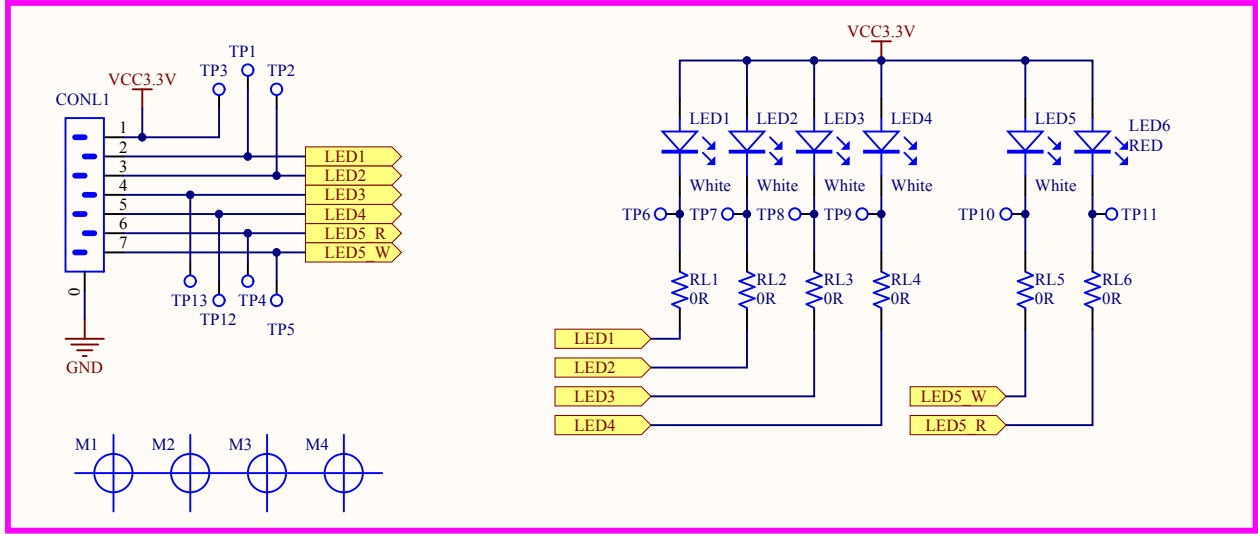 VCC3.3V
TP1
TP3
TP2
VCC3.3V
CONL1
1
2
3
4
5
6
7
0
LED1
LED2
LED3
LED4
LED5_R
LED5_W
TP13
TP4
TP12
TP5
GND
LED1
LED2
LED3
LED4
LED5
LED6
RED
White
White
White
White
White
TP6
TP7
TP8
TP9
TP10
TP11
RL1
0R
RL2
0R
RL3
0R
RL4
0R
RL5
0R
RL6
0R
LED1
LED2
LED3
LED4
LED5_W
LED5_R
M1
M2
M3
M4